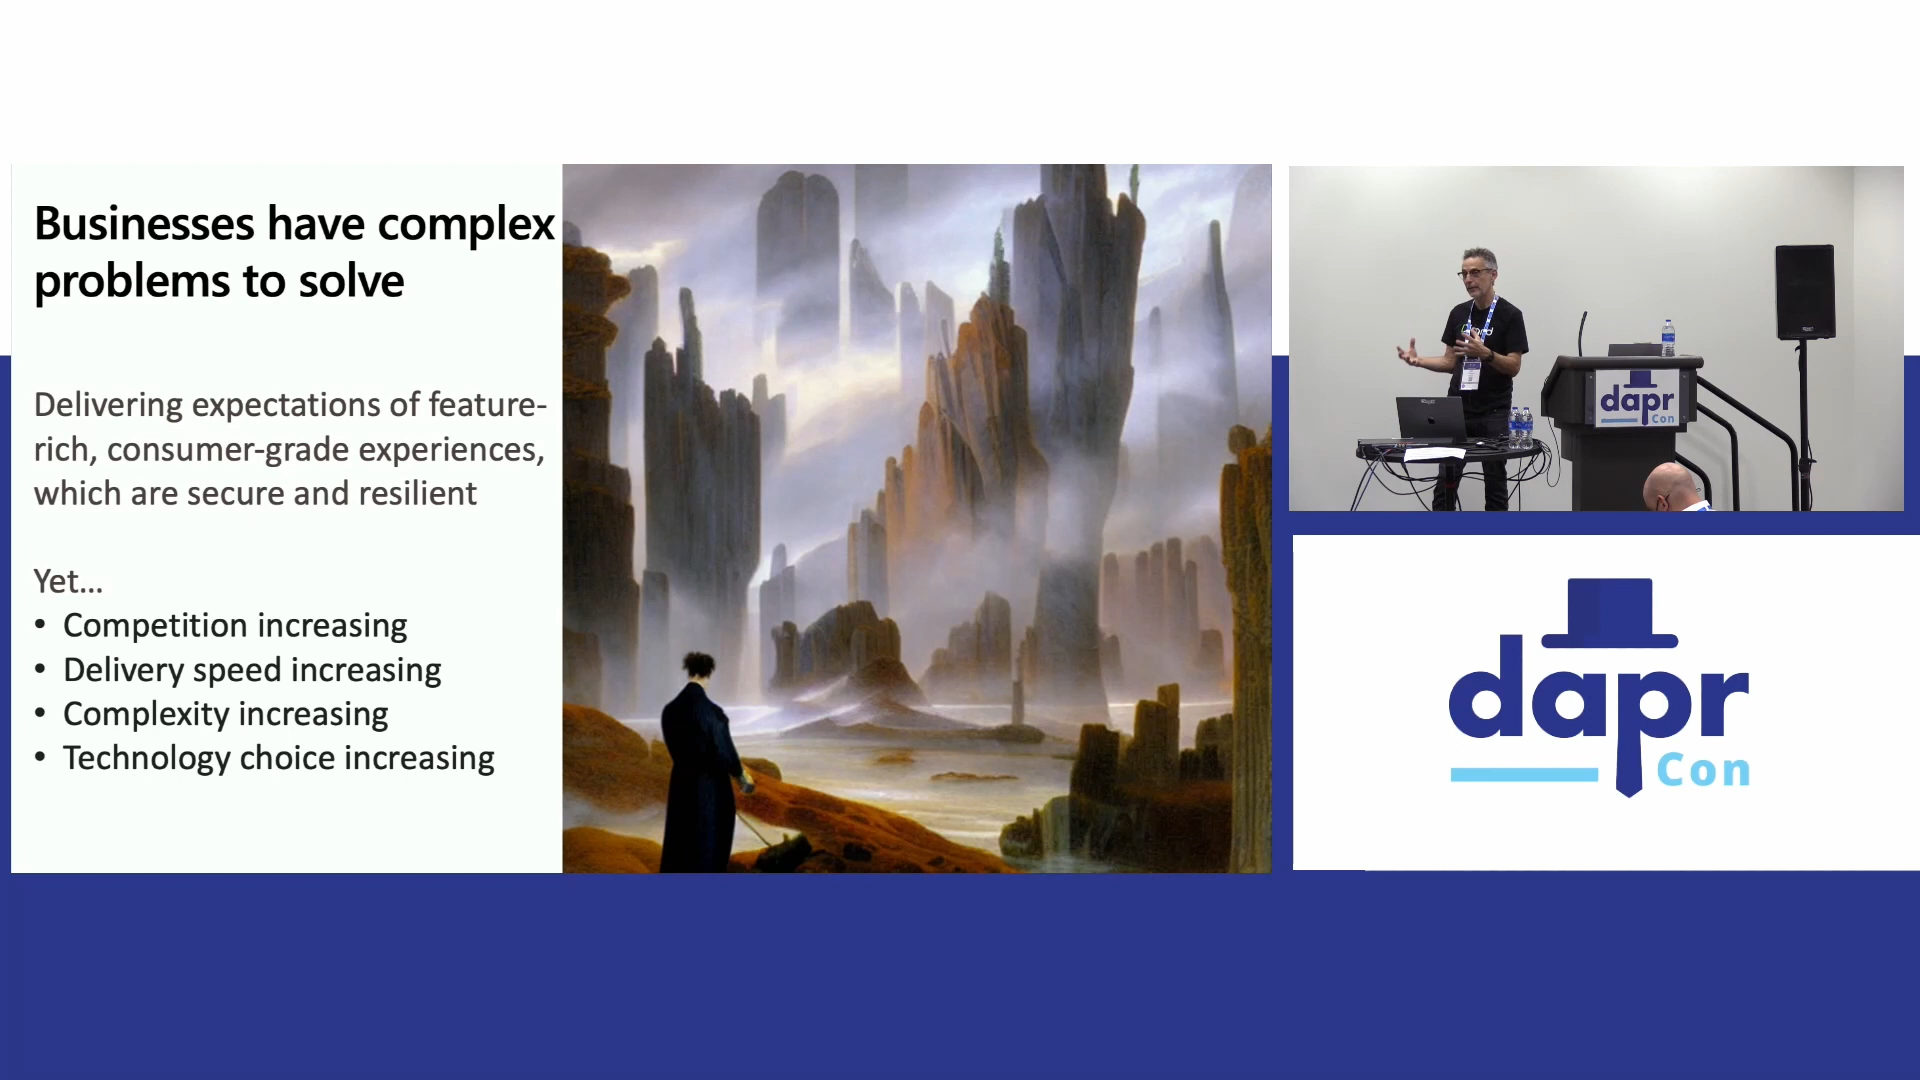 Businesses have complex
problems to solve
Delivering expectations of feature-
rich, consumer-grade experiences,
which are secure and resilient
Yet...
• Competition increasing
• Delivery speed increasing
• Complexity increasing
• Technology choice increasing
dapr
Con
dapr
Con